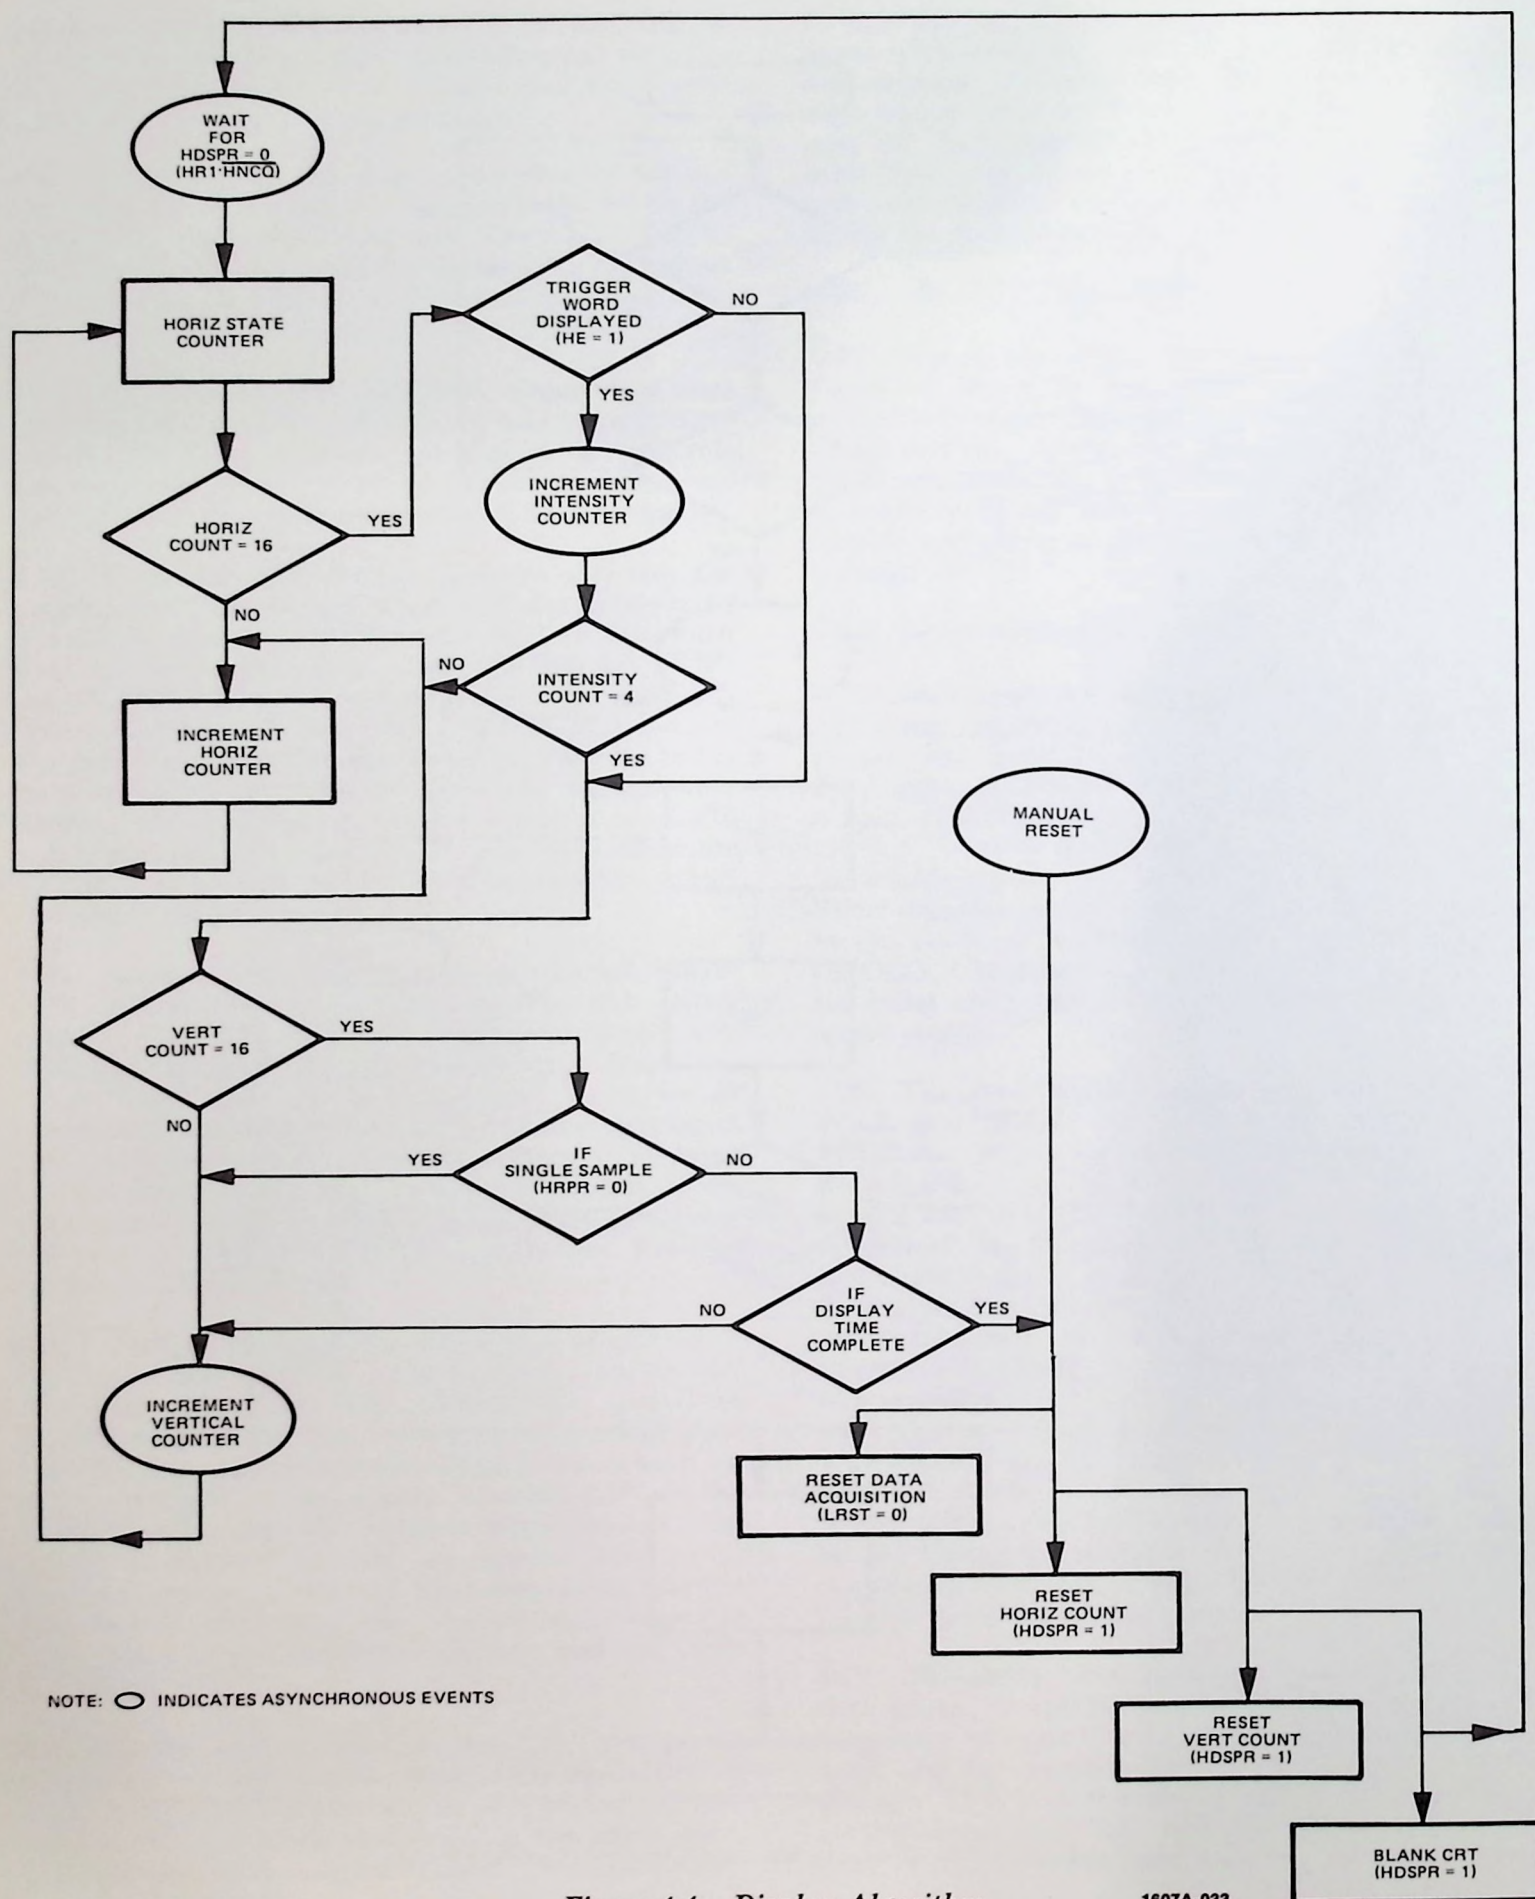 WAIT
FOR
HDSPR = 0
(HR1·HNCQ)
HORIZ STATE
COUNTER
TRIGGER
WORD
DISPLAYED
(HE = 1)
NO
YES
INCREMENT
INTENSITY
COUNTER
HORIZ
COUNT = 16
YES
NO
INTENSITY
COUNT = 4
NO
YES
INCREMENT
HORIZ
COUNTER
MANUAL
RESET
VERT
COUNT = 16
YES
NO
IF
SINGLE SAMPLE
(HRPR = 0)
YES
NO
IF
DISPLAY
TIME
COMPLETE
NO
YES
INCREMENT
VERTICAL
COUNTER
RESET DATA
ACQUISITION
(LRST = 0)
RESET
HORIZ COUNT
(HDSPR = 1)
RESET
VERT COUNT
(HDSPR = 1)
BLANK CRT
(HDSPR = 1)
NOTE: INDICATES ASYNCHRONOUS EVENTS